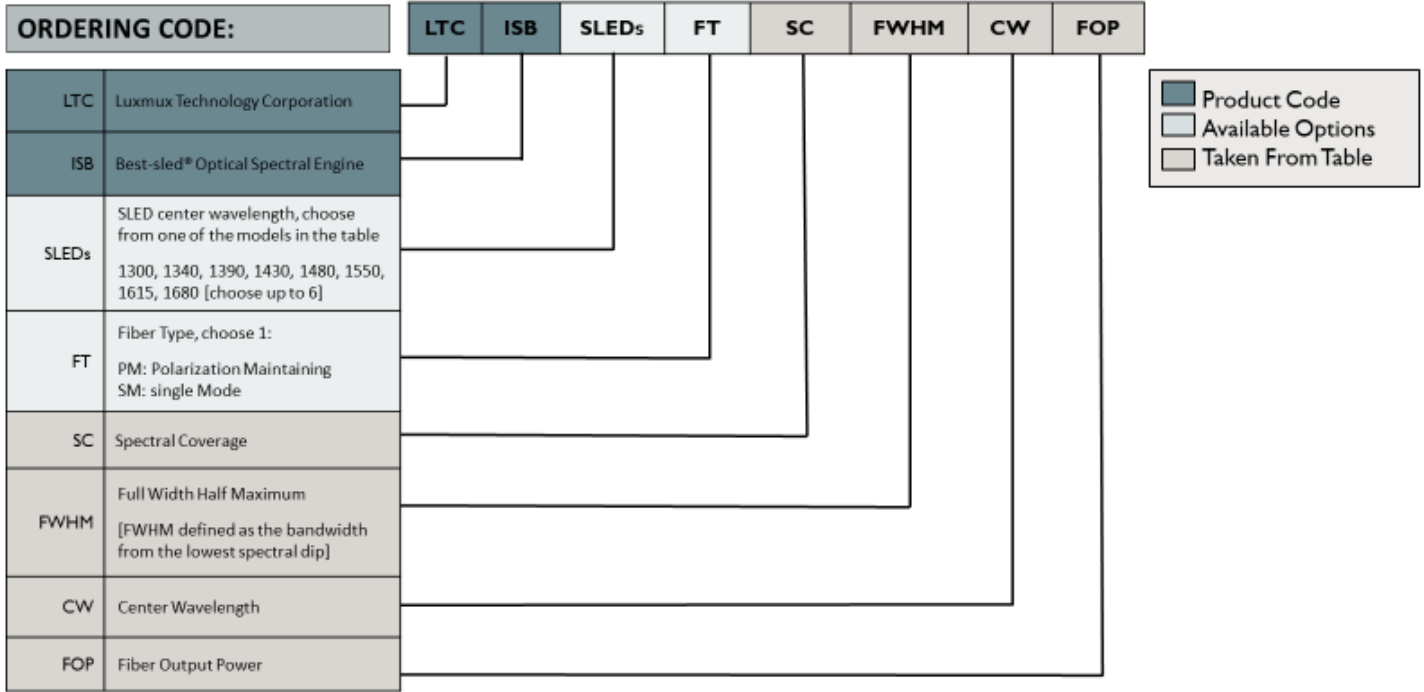 ORDERING CODE:
LTC ISB SLEDs FT SC FWHM CW FOP
LTC Luxmux Technology Corporation
ISB Best-sled® Optical Spectral Engine
SLEDs
SLED center wavelength, choose
from one of the models in the table
1300, 1340, 1390, 1430, 1480, 1550,
1615, 1680 [choose up to 6]
FT
Fiber Type, choose 1:
PM: Polarization Maintaining
SM: single Mode
SC Spectral Coverage
FWHM
Full Width Half Maximum
[FWHM defined as the bandwidth
from the lowest spectral dip]
CW Center Wavelength
FOP Fiber Output Power
Product Code
Available Options
Taken From Table